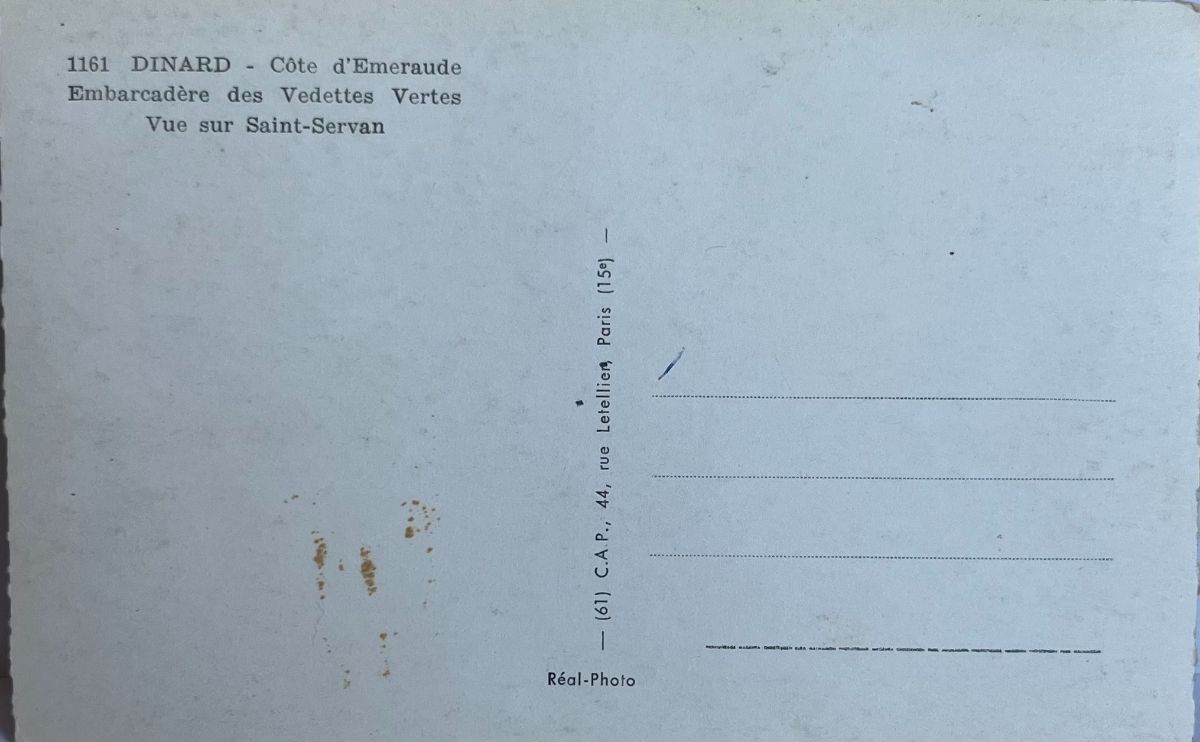 1161 DINARD - Côte d'Emeraude
Embarcadère des Vedettes Vertes
Vue sur Saint-Servan
— (61) C.A.P., 44, rue Letellier, Paris (15e) —
Réal-Photo